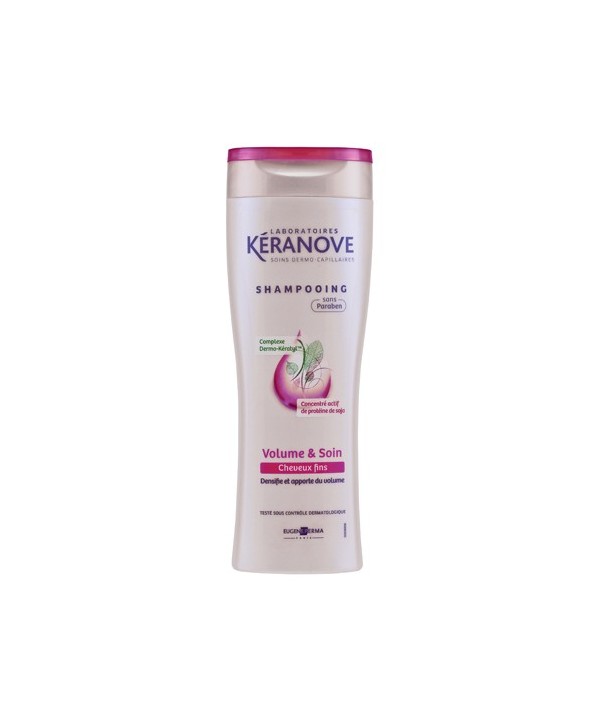 LABORATOIRES
KÉRANOVE
SOINS DERMO-CAPILLAIRES
SHAMPOOING
sans
Paraben
Complexe
Dermo-Kératyl
Concentré actif
de protéine de soja
Volume & Soin
Cheveux fins
Densifie et apporte du volume
TESTÉ SOUS CONTRÔLE DERMATOLOGIQUE
EUGENE PERMA
PARIS